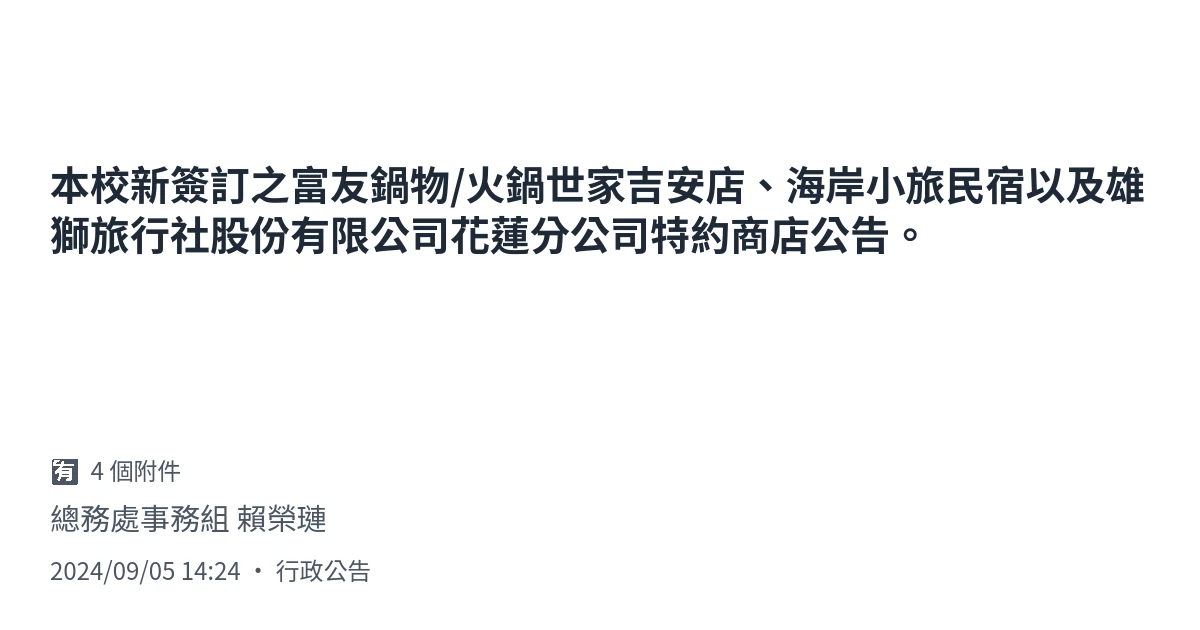 本校新簽訂之富友鍋物/火鍋世家吉安店、海岸小旅民宿以及雄
獅旅行社股份有限公司花蓮分公司特約商店公告。
🈶 4 個附件
總務處事務組 賴榮璉
2024/09/05 14:24 • 行政公告